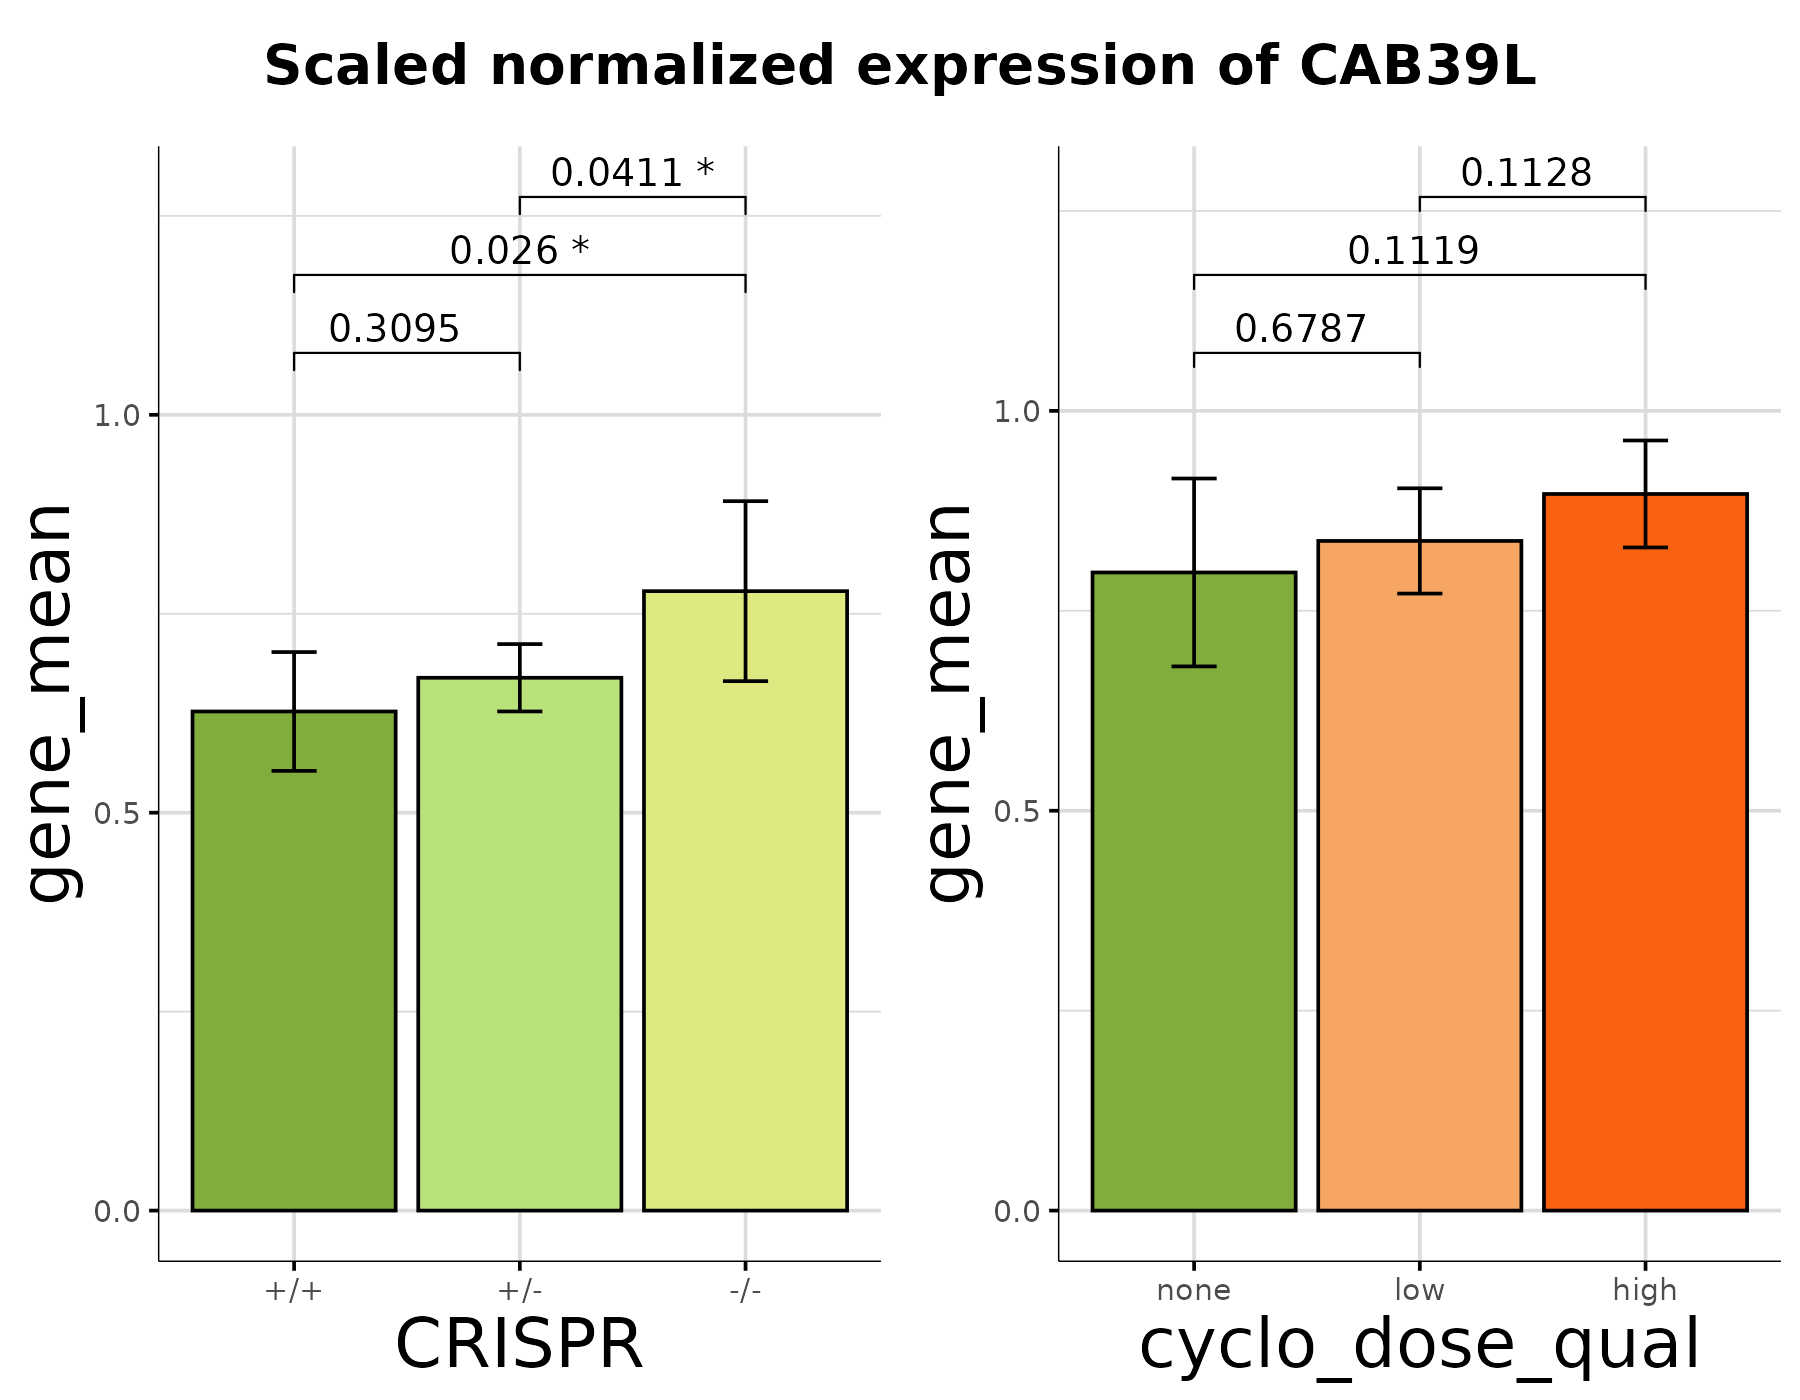 Scaled normalized expression of CAB39L
gene_mean
0.0411 *
0.026 *
0.3095
1.0
0.5
0.0
+/+ +/- -/-
CRISPR
gene_mean
0.1128
0.1119
0.6787
1.0
0.5
0.0
none low high
cyclo_dose_qual